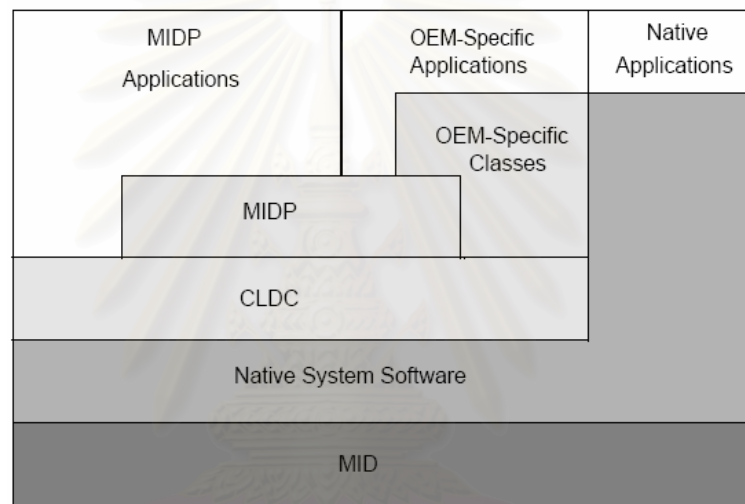 MIDP
Applications
OEM-Specific
Applications
Native
Applications
OEM-Specific
Classes
MIDP
CLDC
Native System Software
MID